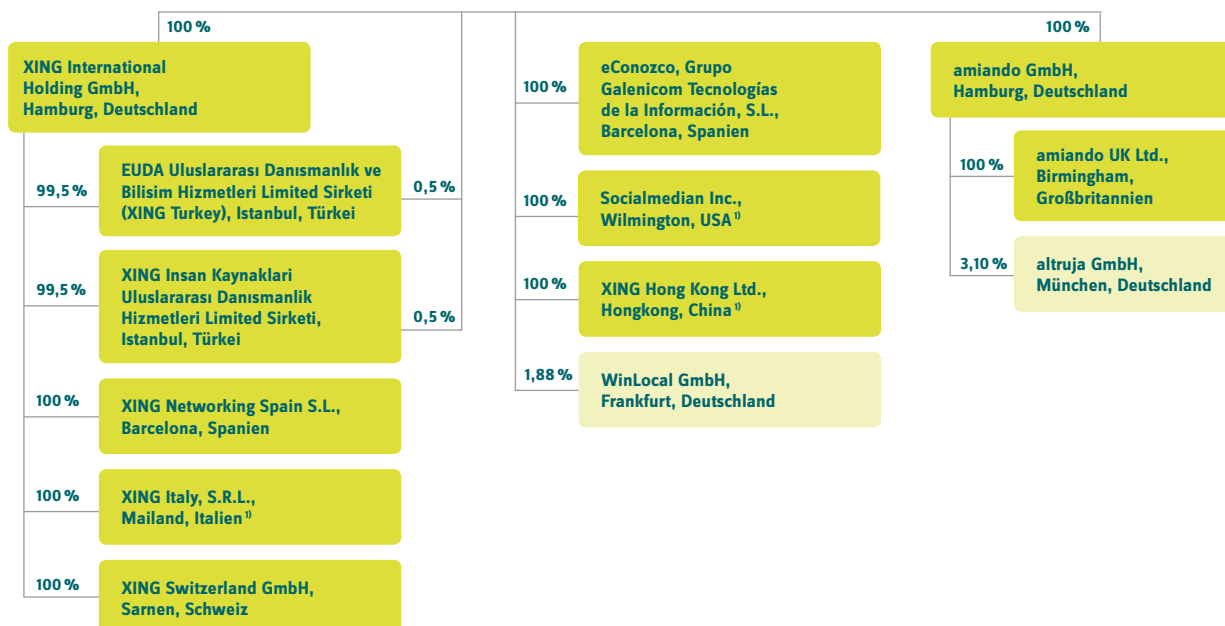 100 %
XING International
Holding GmbH,
Hamburg, Deutschland
99,5 %
EUDA Uluslararası Danısmanlık ve
Bilisim Hizmetleri Limited Sirketi
(XING Turkey), Istanbul, Türkei
0,5 %
99,5 %
XING Insan Kaynaklari
Uluslararası Danısmanlik
Hizmetleri Limited Sirketi,
Istanbul, Türkei
0,5 %
100 %
XING Networking Spain S.L.,
Barcelona, Spanien
100 %
XING Italy, S.R.L.,
Mailand, Italien 1)
100 %
XING Switzerland GmbH,
Sarnen, Schweiz
100 %
eConozco, Grupo
Galenicom Tecnologías
de la Información, S.L.,
Barcelona, Spanien
100 %
Socialmedian Inc.,
Wilmington, USA 1)
100 %
XING Hong Kong Ltd.,
Hongkong, China 1)
1,88 %
WinLocal GmbH,
Frankfurt, Deutschland
100 %
amiando GmbH,
Hamburg, Deutschland
100 %
amiando UK Ltd.,
Birmingham,
Großbritannien
3,10 %
altruja GmbH,
München, Deutschland